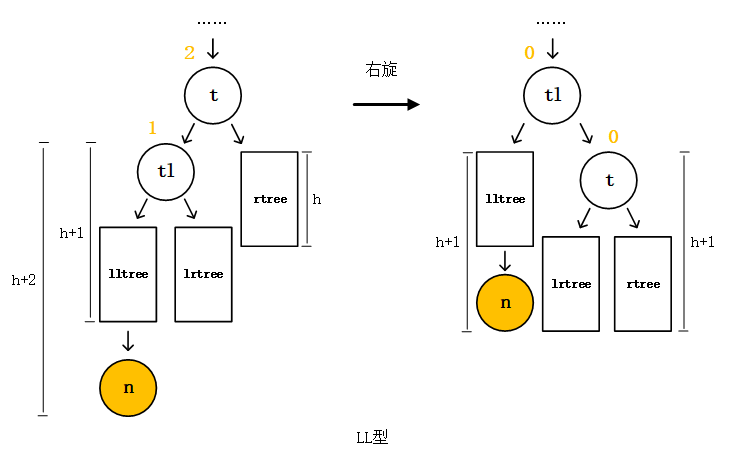 ……
2
t
1
tl
rtree
h
h+1
lltree
lrtree
h+2
n
右旋
……
0
tl
0
lltree
t
h+1
h+1
n
lrtree
rtree
LL型